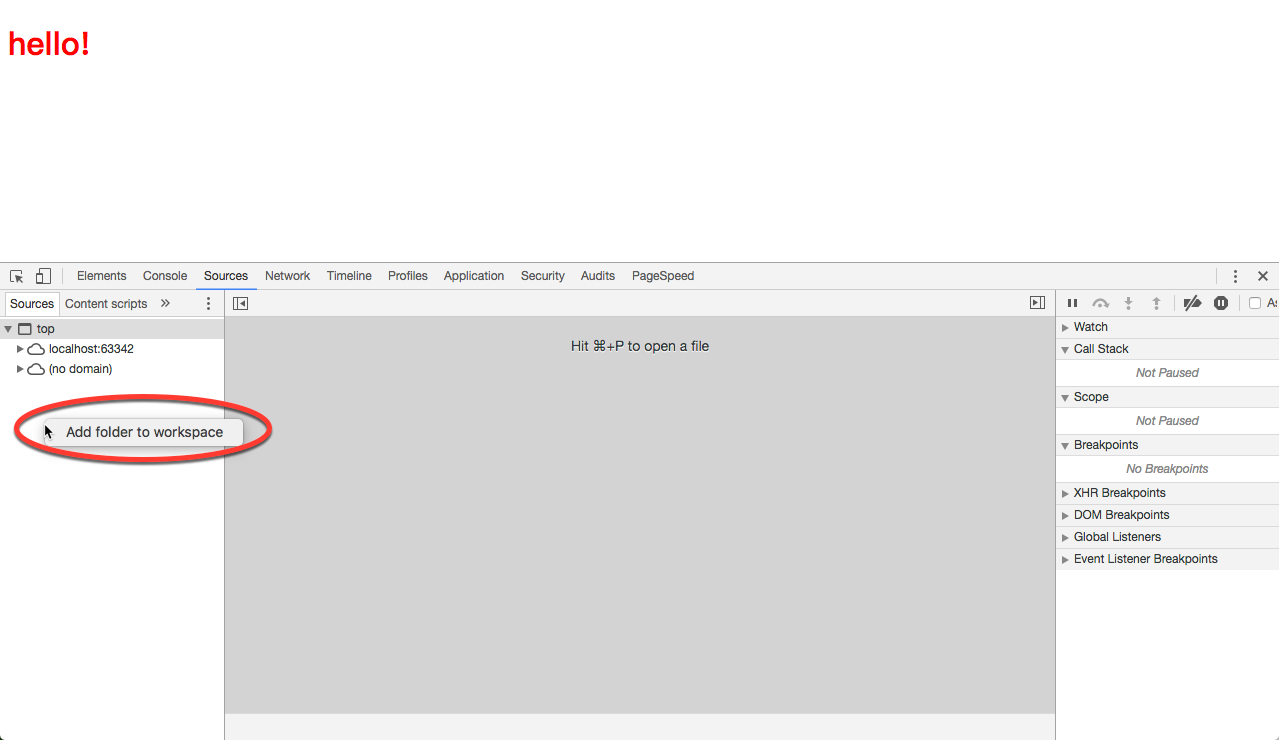 hello!
Elements Console Sources Network Timeline Profiles Application Security Audits PageSpeed
Sources Content scripts »
top
localhost:63342
(no domain)
Add folder to workspace
Hit ⌘+P to open a file
As
Watch
Call Stack
Not Paused
Scope
Not Paused
Breakpoints
No Breakpoints
XHR Breakpoints
DOM Breakpoints
Global Listeners
Event Listener Breakpoints